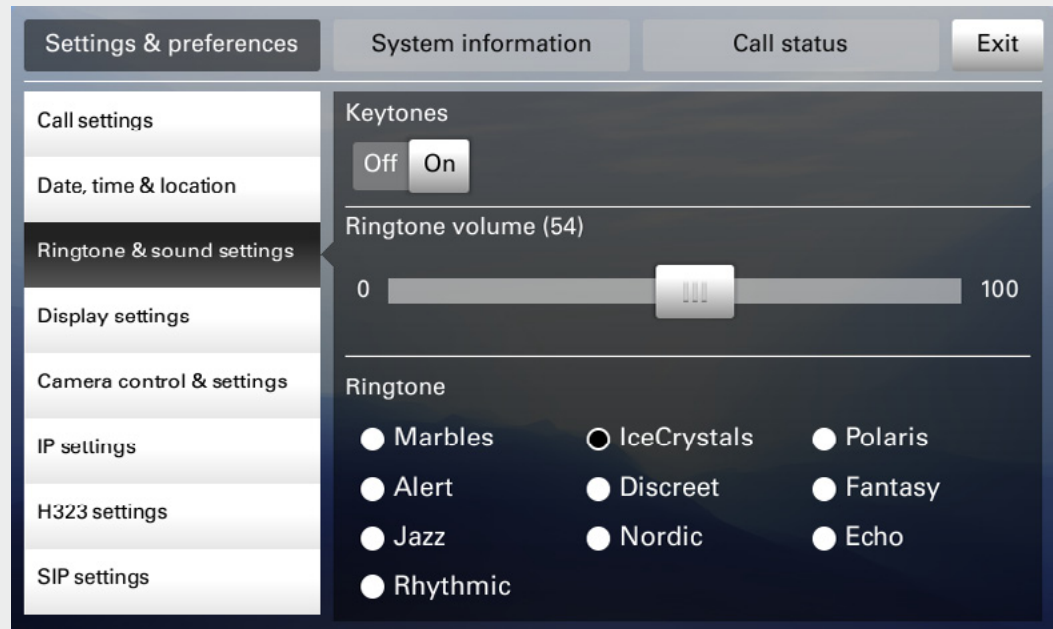 Settings & preferences System information Call status Exit
Call settings
Date, time & location
Ringtone & sound settings
Display settings
Camera control & settings
IP settings
H323 settings
SIP settings
Keytones
Off On
Ringtone volume (54)
0 100
Ringtone
Marbles IceCrystals Polaris
Alert Discreet Fantasy
Jazz Nordic Echo
Rhythmic